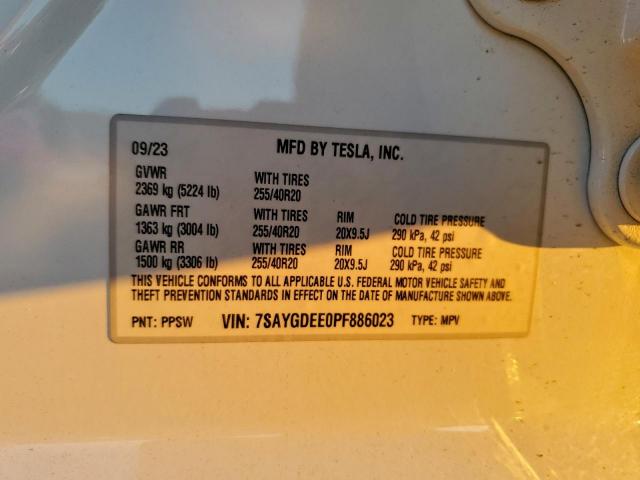 09/23 MFD BY TESLA, INC.
GVWR WITH TIRES
2369 kg (5224 lb) 255/40R20
GAWR FRT WITH TIRES RIM COLD TIRE PRESSURE
1363 kg (3004 lb) 255/40R20 20X9.5J 290 kPa, 42 psi
GAWR RR WITH TIRES RIM COLD TIRE PRESSURE
1500 kg (3306 lb) 255/40R20 20X9.5J 290 kPa, 42 psi
THIS VEHICLE CONFORMS TO ALL APPLICABLE U.S. FEDERAL MOTOR VEHICLE SAFETY AND
THEFT PREVENTION STANDARDS IN EFFECT ON THE DATE OF MANUFACTURE SHOWN ABOVE.
PNT: PPSW VIN: 7SAYGDEE0PF886023 TYPE: MPV